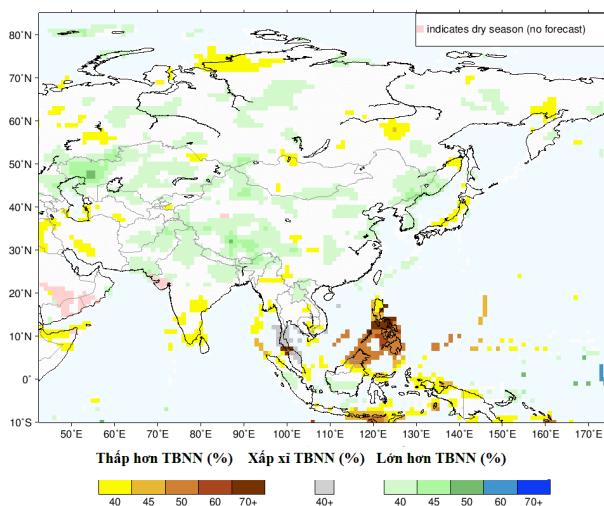 indicates dry season (no forecast)
80°N
70°N
60°N
50°N
40°N
30°N
20°N
10°N
0°
10°S
50°E 60°E 70°E 80°E 90°E 100°E 110°E 120°E 130°E 140°E 150°E 160°E 170°E
Thấp hơn TBNN (%) Xấp xỉ TBNN (%) Lớn hơn TBNN (%)
40 45 50 60 70+ 40+ 40 45 50 60 70+